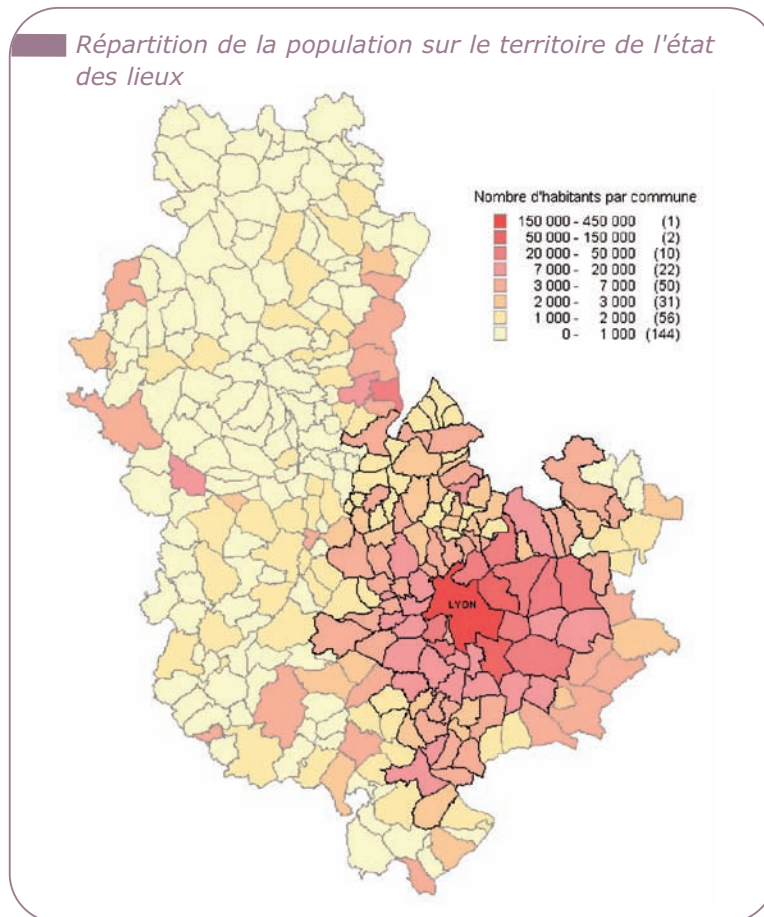 Répartition de la population sur le territoire de l'état
des lieux
Nombre d'habitants par commune
150 000 - 450 000 (1)
50 000 - 150 000 (2)
20 000 - 50 000 (10)
7 000 - 20 000 (22)
3 000 - 7 000 (50)
2 000 - 3 000 (31)
1 000 - 2 000 (56)
0 - 1 000 (144)
LYON